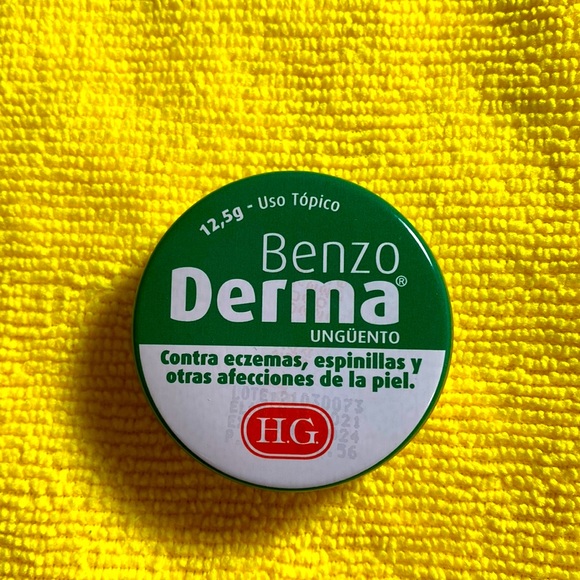 12,5g - Uso Tópico
Benzo
Derma®
UNGÜENTO
Contra eczemas, espinillas y
otras afecciones de la piel.
H.G.